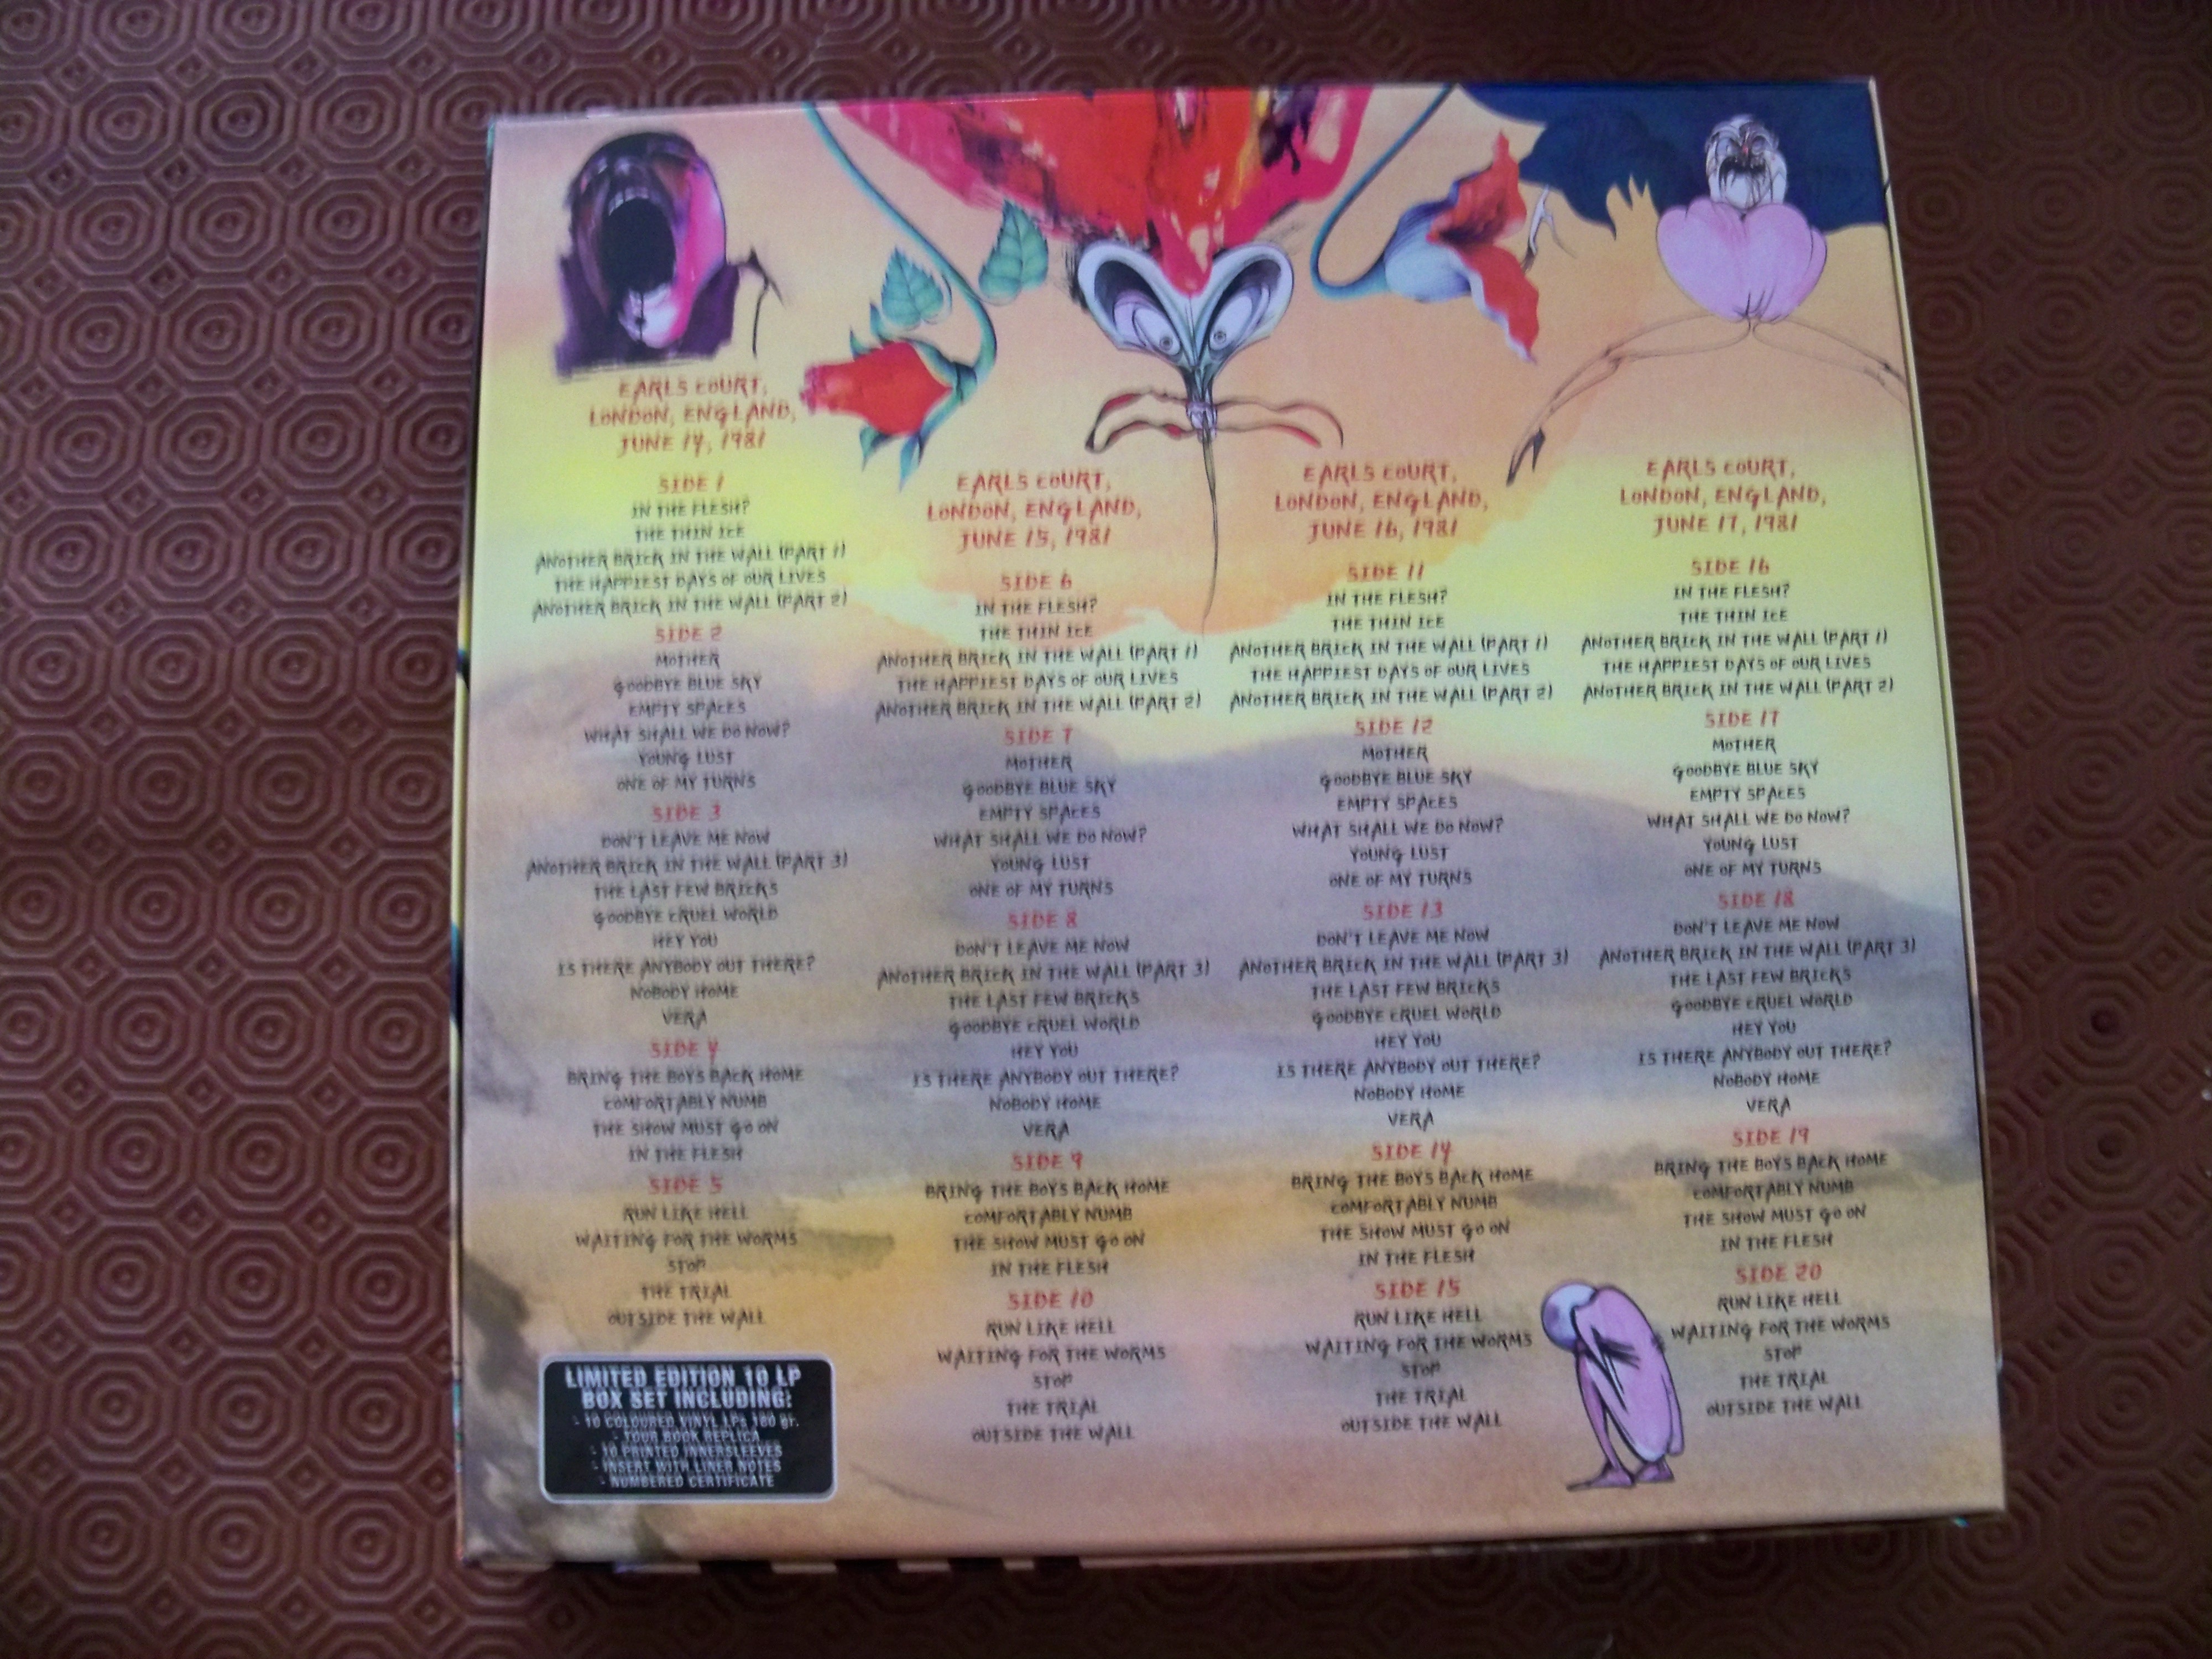 EARLS COURT,
LONDON, ENGLAND,
JUNE 14, 1981
SIDE 1
IN THE FLESH?
THE THIN ICE
ANOTHER BRICK IN THE WALL (PART 1)
THE HAPPIEST DAYS OF OUR LIVES
ANOTHER BRICK IN THE WALL (PART 2)
SIDE 2
MOTHER
GOODBYE BLUE SKY
EMPTY SPACES
WHAT SHALL WE DO NOW?
YOUNG LUST
ONE OF MY TURNS
SIDE 3
DON'T LEAVE ME NOW
ANOTHER BRICK IN THE WALL (PART 3)
THE LAST FEW BRICKS
GOODBYE CRUEL WORLD
HEY YOU
IS THERE ANYBODY OUT THERE?
NOBODY HOME
VERA
SIDE 4
BRING THE BOYS BACK HOME
COMFORTABLY NUMB
THE SHOW MUST GO ON
IN THE FLESH
SIDE 5
RUN LIKE HELL
WAITING FOR THE WORMS
STOP
THE TRIAL
OUTSIDE THE WALL
LIMITED EDITION 10 LP
BOX SET INCLUDING:
- 10 COLOURED VINYL LPs 180 gr.
- TOUR BOOK REPLICA
- 10 PRINTED INNERSLEEVES
- INSERT WITH LINER NOTES
- NUMBERED CERTIFICATE
EARLS COURT,
LONDON, ENGLAND,
JUNE 15, 1981
SIDE 6
IN THE FLESH?
THE THIN ICE
ANOTHER BRICK IN THE WALL (PART 1)
THE HAPPIEST DAYS OF OUR LIVES
ANOTHER BRICK IN THE WALL (PART 2)
SIDE 7
MOTHER
GOODBYE BLUE SKY
EMPTY SPACES
WHAT SHALL WE DO NOW?
YOUNG LUST
ONE OF MY TURNS
SIDE 8
DON'T LEAVE ME NOW
ANOTHER BRICK IN THE WALL (PART 3)
THE LAST FEW BRICKS
GOODBYE CRUEL WORLD
HEY YOU
IS THERE ANYBODY OUT THERE?
NOBODY HOME
VERA
SIDE 9
BRING THE BOYS BACK HOME
COMFORTABLY NUMB
THE SHOW MUST GO ON
IN THE FLESH
SIDE 10
RUN LIKE HELL
WAITING FOR THE WORMS
STOP
THE TRIAL
OUTSIDE THE WALL
EARLS COURT,
LONDON, ENGLAND,
JUNE 16, 1981
SIDE 11
IN THE FLESH?
THE THIN ICE
ANOTHER BRICK IN THE WALL (PART 1)
THE HAPPIEST DAYS OF OUR LIVES
ANOTHER BRICK IN THE WALL (PART 2)
SIDE 12
MOTHER
GOODBYE BLUE SKY
EMPTY SPACES
WHAT SHALL WE DO NOW?
YOUNG LUST
ONE OF MY TURNS
SIDE 13
DON'T LEAVE ME NOW
ANOTHER BRICK IN THE WALL (PART 3)
THE LAST FEW BRICKS
GOODBYE CRUEL WORLD
HEY YOU
IS THERE ANYBODY OUT THERE?
NOBODY HOME
VERA
SIDE 14
BRING THE BOYS BACK HOME
COMFORTABLY NUMB
THE SHOW MUST GO ON
IN THE FLESH
SIDE 15
RUN LIKE HELL
WAITING FOR THE WORMS
STOP
THE TRIAL
OUTSIDE THE WALL
EARLS COURT,
LONDON, ENGLAND,
JUNE 17, 1981
SIDE 16
IN THE FLESH?
THE THIN ICE
ANOTHER BRICK IN THE WALL (PART 1)
THE HAPPIEST DAYS OF OUR LIVES
ANOTHER BRICK IN THE WALL (PART 2)
SIDE 17
MOTHER
GOODBYE BLUE SKY
EMPTY SPACES
WHAT SHALL WE DO NOW?
YOUNG LUST
ONE OF MY TURNS
SIDE 18
DON'T LEAVE ME NOW
ANOTHER BRICK IN THE WALL (PART 3)
THE LAST FEW BRICKS
GOODBYE CRUEL WORLD
HEY YOU
IS THERE ANYBODY OUT THERE?
NOBODY HOME
VERA
SIDE 19
BRING THE BOYS BACK HOME
COMFORTABLY NUMB
THE SHOW MUST GO ON
IN THE FLESH
SIDE 20
RUN LIKE HELL
WAITING FOR THE WORMS
STOP
THE TRIAL
OUTSIDE THE WALL